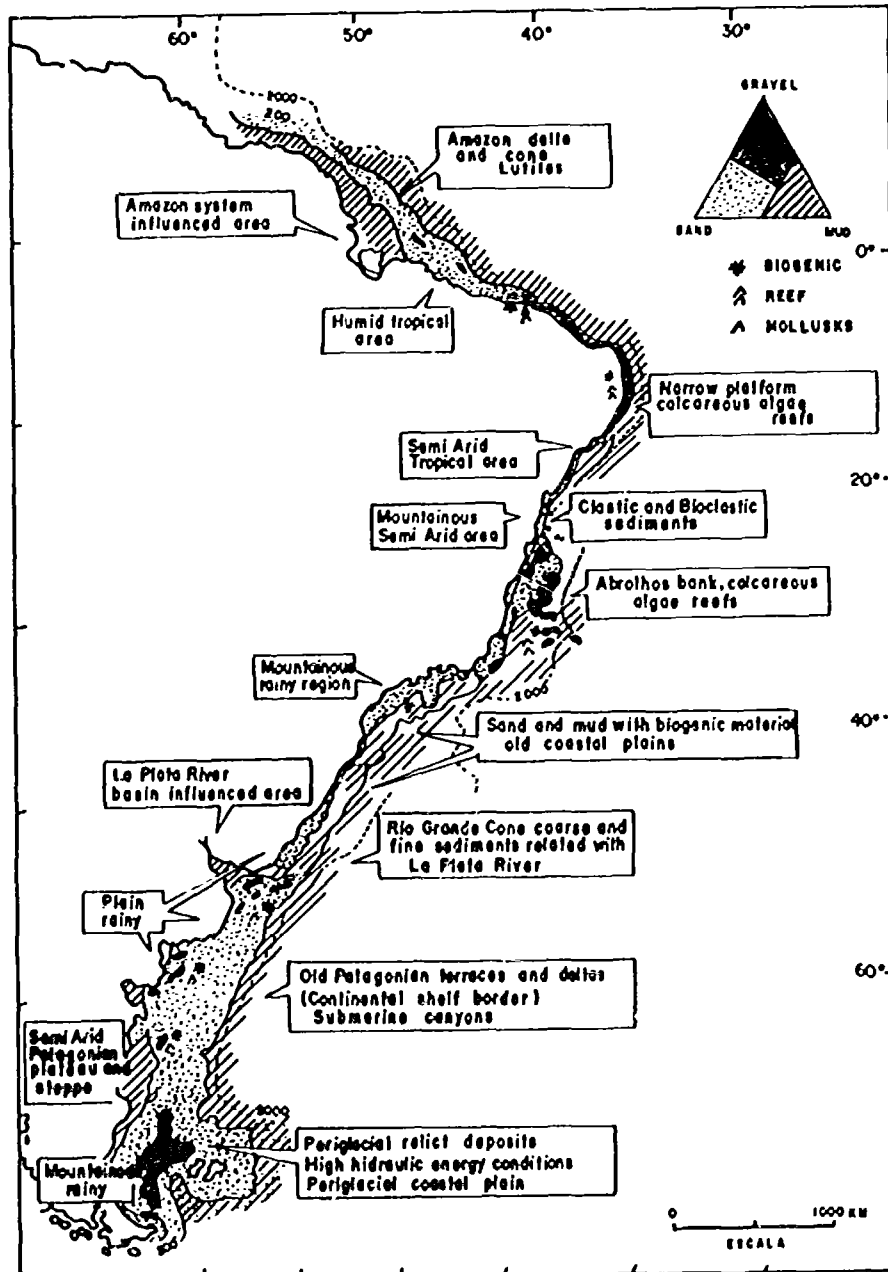 60°
50°
40°
30°
2000
200
GRAVEL
SAND
MUD
BIOGENIC
REEF
MOLLUSKS
0°
Amazon delta
and cone
Lutites
Amazon system
influenced area
Humid tropical
area
Narrow platform
calcareous algae
reefs
Semi Arid
Tropical area
20°
Mountainous
Semi Arid area
Clastic and Bioclastic
sediments
Abrolhos bank, calcareous
algae reefs
Mountainous
rainy region
2000
40°
Sand and mud with biogenic material
old coastal plains
La Plata River
basin influenced area
Río Grande Cone coarse and
fine sediments related with
La Plata River
Plain
rainy
60°
Old Patagonian terraces and deltas
(Continental shelf border)
Submarine canyons
Semi Arid
Patagonian
plateau and
steppe
Periglacial relict deposits
High hidraulic energy conditions
Periglacial coastal plain
Mountainous
rainy
0
1000 KM
ESCALA